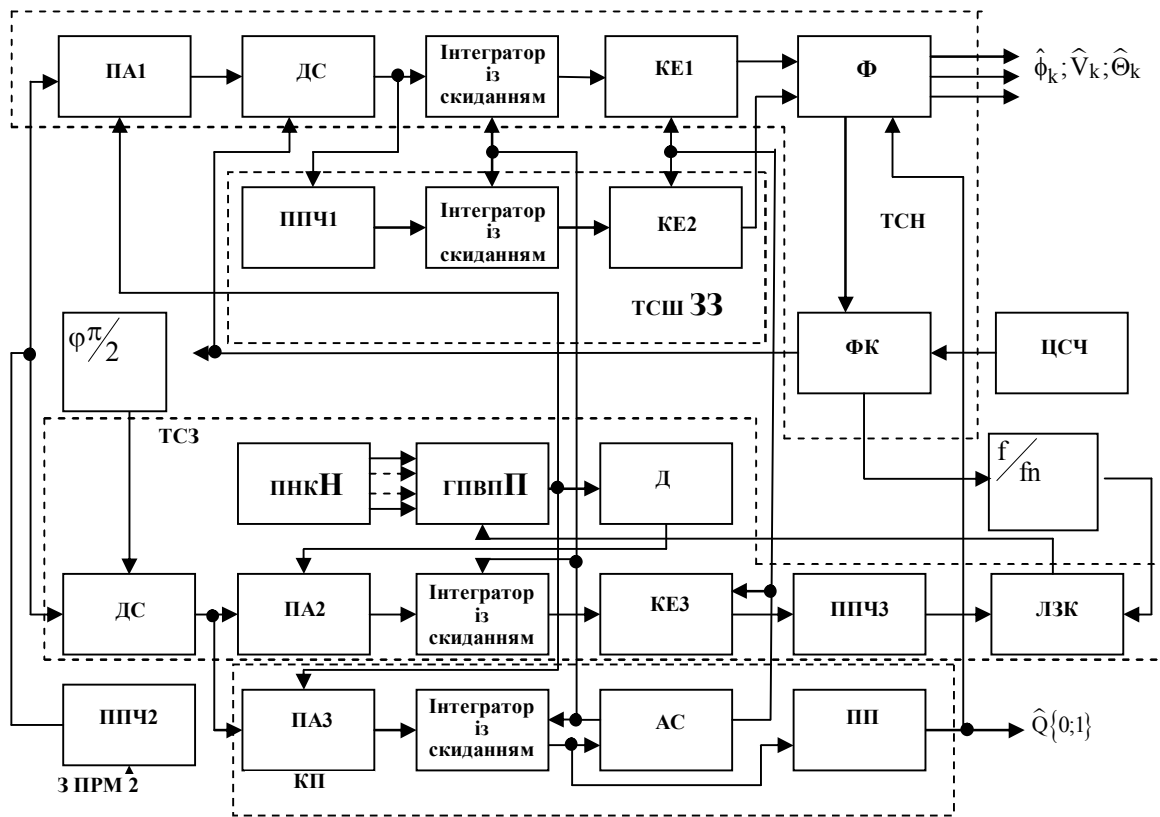 ПА1
ДС
Інтегратор
із
скиданням
КЕ1
Ф
ϕ̂k;V̂k;Θ̂k
ППЧ1
Інтегратор
із
скиданням
КЕ2
ТСН
ТСШ ЗЗ
φπ/2
ФК
ЦСЧ
ТСЗ
ПНКН
ГПВПП
Д
f/fn
ДС
ПА2
Інтегратор
із
скиданням
КЕ3
ППЧ3
ЛЗК
ППЧ2
ПА3
Інтегратор
із
скиданням
АС
ПП
Q̂{0;1}
З ПРМ 2
КП